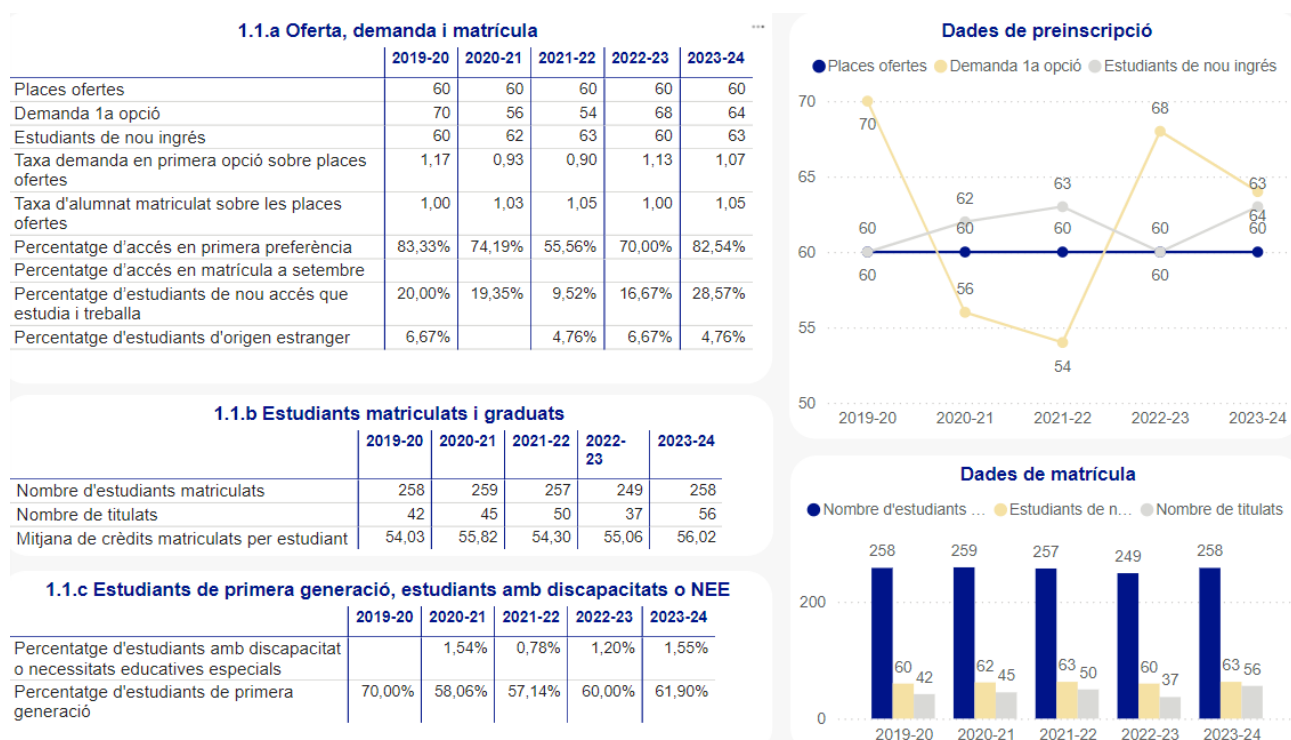 1.1.a Oferta, demanda i matrícula
2019-20 2020-21 2021-22 2022-23 2023-24
Places ofertes 60 60 60 60 60
Demanda 1a opció 70 56 54 68 64
Estudiants de nou ingrés 60 62 63 60 63
Taxa demanda en primera opció sobre places 1,17 0,93 0,90 1,13 1,07
ofertes
Taxa d'alumnat matriculat sobre les places 1,00 1,03 1,05 1,00 1,05
ofertes
Percentatge d'accés en primera preferència 83,33% 74,19% 55,56% 70,00% 82,54%
Percentatge d'accés en matrícula a setembre
Percentatge d'estudiants de nou accés que 20,00% 19,35% 9,52% 16,67% 28,57%
estudia i treballa
Percentatge d'estudiants d'origen estranger 6,67% 4,76% 6,67% 4,76%
1.1.b Estudiants matriculats i graduats
2019-20 2020-21 2021-22 2022- 2023-24
23
Nombre d'estudiants matriculats 258 259 257 249 258
Nombre de titulats 42 45 50 37 56
Mitjana de crèdits matriculats per estudiant 54,03 55,82 54,30 55,06 56,02
1.1.c Estudiants de primera generació, estudiants amb discapacitats o NEE
2019-20 2020-21 2021-22 2022-23 2023-24
Percentatge d'estudiants amb discapacitat 1,54% 0,78% 1,20% 1,55%
o necessitats educatives especials
Percentatge d'estudiants de primera 70,00% 58,06% 57,14% 60,00% 61,90%
generació
Dades de preinscripció
Places ofertes Demanda 1a opció Estudiants de nou ingrés
70
65
60
55
50
70
60
60
62
60
56
63
60
54
68
60
60
63
64
60
2019-20 2020-21 2021-22 2022-23 2023-24
Dades de matrícula
Nombre d'estudiants ... Estudiants de n... Nombre de titulats
200
0
258 60 42
259 62 45
257 63 50
249 60 37
258 63 56
2019-20 2020-21 2021-22 2022-23 2023-24